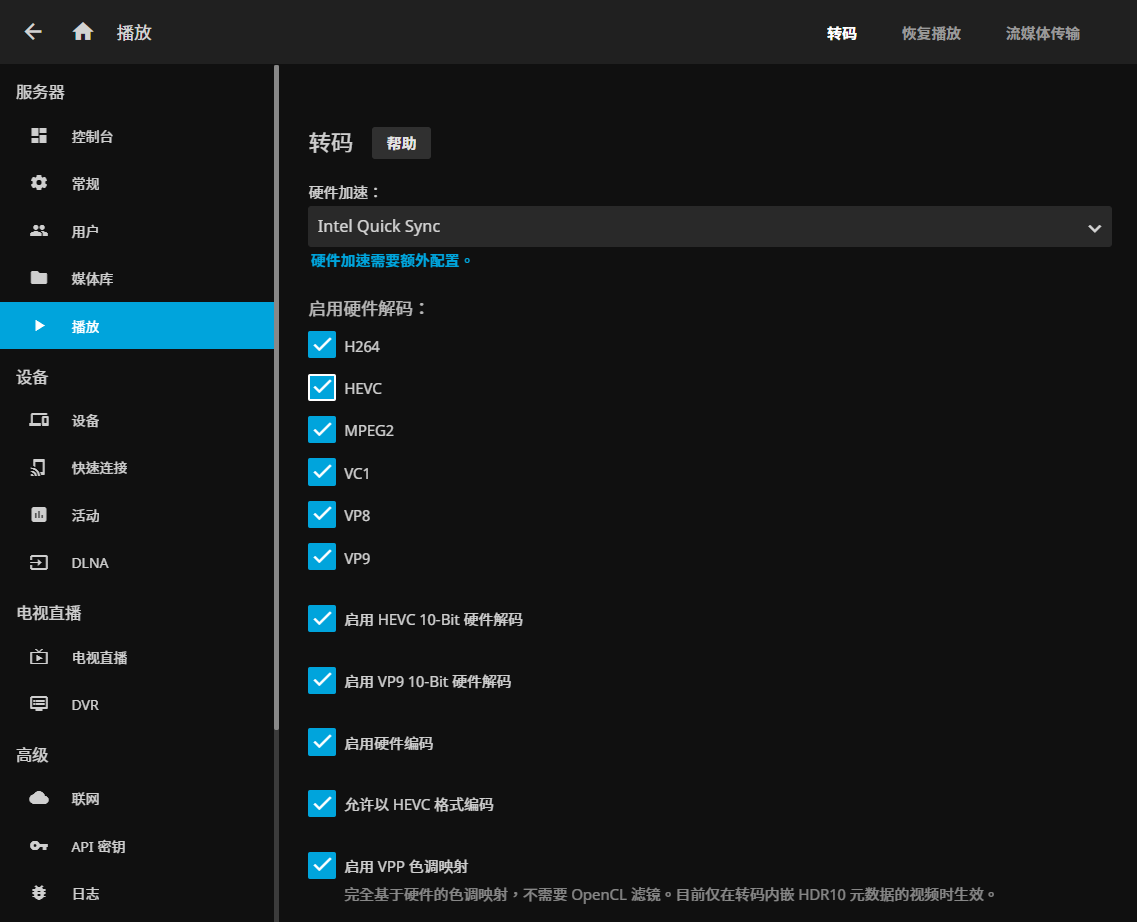 播放
转码 恢复播放 流媒体传输
服务器
控制台
常规
用户
媒体库
播放
设备
设备
快速连接
活动
DLNA
电视直播
电视直播
DVR
高级
联网
API 密钥
日志
转码 帮助
硬件加速：
Intel Quick Sync
硬件加速需要额外配置。
启用硬件解码：
H264
HEVC
MPEG2
VC1
VP8
VP9
启用 HEVC 10-Bit 硬件解码
启用 VP9 10-Bit 硬件解码
启用硬件编码
允许以 HEVC 格式编码
启用 VPP 色调映射
完全基于硬件的色调映射，不需要 OpenCL 滤镜。目前仅在转码内嵌 HDR10 元数据的视频时生效。